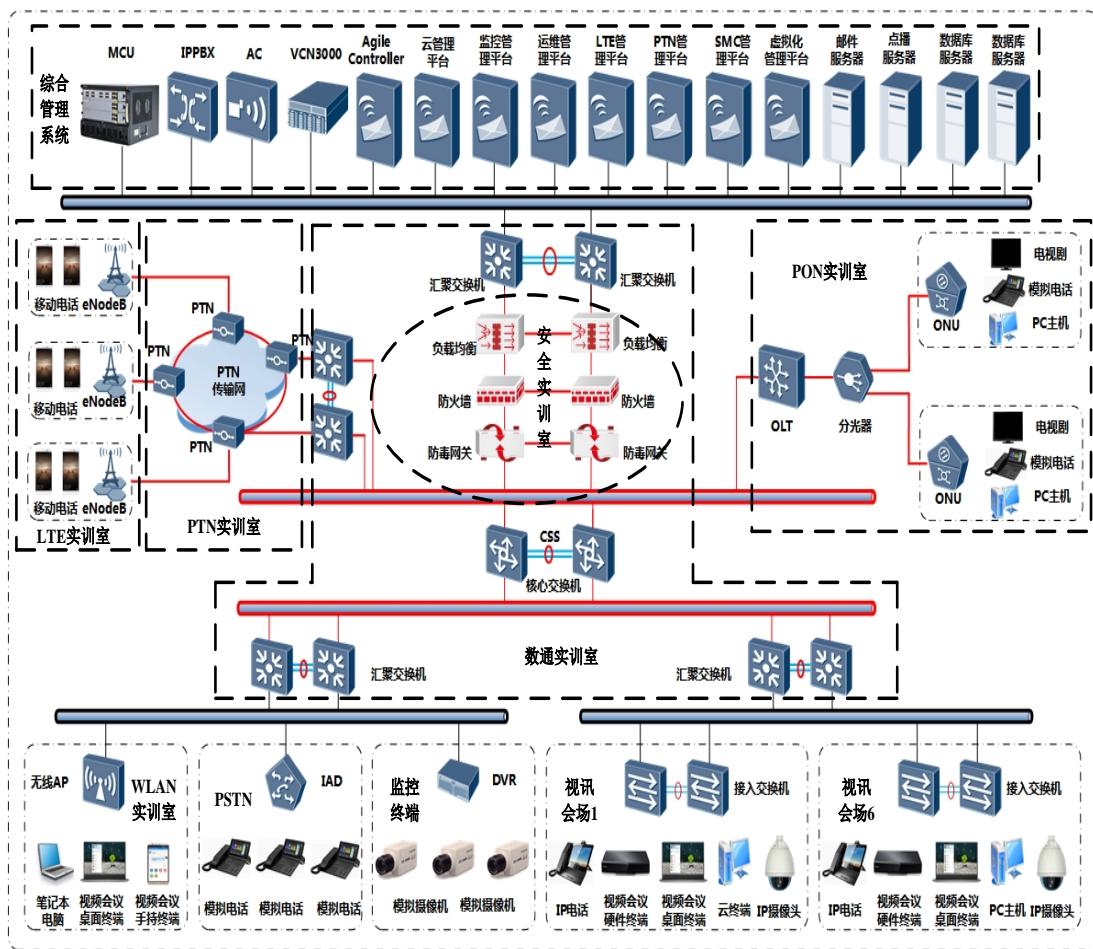 综合
管理
系统
MCU
IPPBX
AC
VCN3000
Agile
Controller
云管理
平台
监控管
理平台
运维管
理平台
LTE管
理平台
PTN管
理平台
SMC管
理平台
虚拟化
管理平台
邮件
服务器
点播
服务器
数据库
服务器
数据库
服务器
移动电话 eNodeB
移动电话 eNodeB
移动电话 eNodeB
LTE实训室
PTN
PTN
PTN
PTN
PTN
传输网
PTN实训室
汇聚交换机
汇聚交换机
负载均衡
负载均衡
防火墙
防火墙
防毒网关
防毒网关
安全实训室
PON实训室
OLT
分光器
ONU
电视剧
模拟电话
PC主机
ONU
电视剧
模拟电话
PC主机
CSS
核心交换机
数通实训室
汇聚交换机
汇聚交换机
无线AP
WLAN
实训室
笔记本
电脑
视频会议
桌面终端
视频会议
手持终端
PSTN
IAD
模拟电话
模拟电话
模拟电话
监控
终端
DVR
模拟摄像机
模拟摄像机
视讯
会场1
接入交换机
IP电话
视频会议
硬件终端
视频会议
桌面终端
云终端
IP摄像头
视讯
会场6
接入交换机
IP电话
视频会议
硬件终端
视频会议
桌面终端
PC主机
IP摄像头